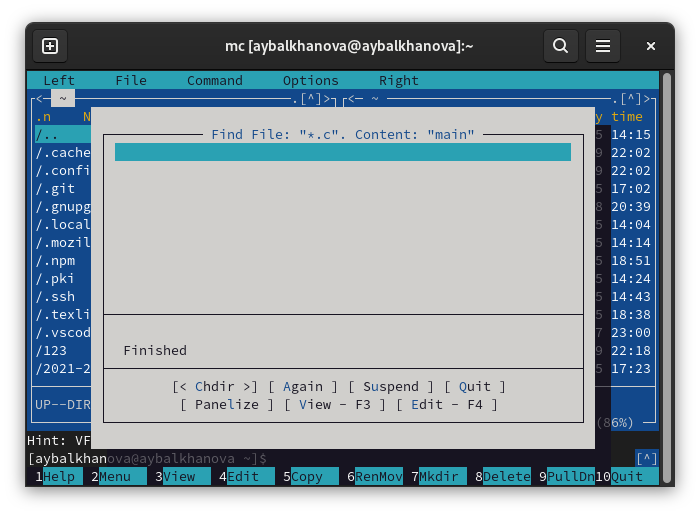 mc [aybalkhanova@aybalkhanova]:~
Left File Command Options Right
<— ~ .[^]> <— ~ .[^]>
.n N y time
Find File: "*.c". Content: "main"
/.. 5 14:15
/.cache 9 22:02
/.confi 9 22:02
/.git 5 17:02
/.gnupg 8 20:39
/.local 5 14:04
/.mozil 5 14:14
/.npm 5 18:51
/.pki 5 14:24
/.ssh 5 14:43
/.texli 5 18:38
/.vscod 7 23:00
/123 Finished 9 22:18
/2021-2 5 17:23
[< Chdir >] [ Again ] [ Suspend ] [ Quit ]
UP--DIR [ Panelize ] [ View - F3 ] [ Edit - F4 ]
(86%)
Hint: VF
[aybalkhanova@aybalkhanova ~]$ [^]
1Help 2Menu 3View 4Edit 5Copy 6RenMov 7Mkdir 8Delete 9PullDn 10Quit